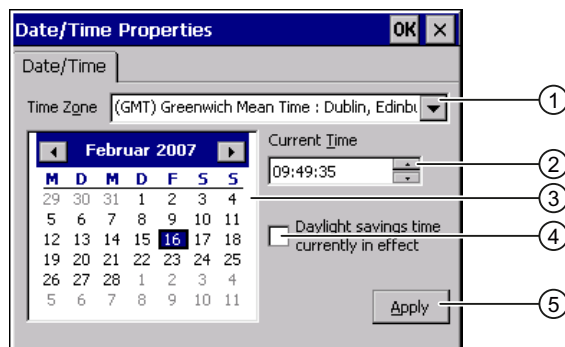 Date/Time Properties OK ×
Date/Time
Time Zone (GMT) Greenwich Mean Time : Dublin, Edinbu
1
Februar 2007
Current Time
M D M D F S S
09:49:35
2
29 30 31 1 2 3 4
3
5 6 7 8 9 10 11
12 13 14 15 16 17 18
19 20 21 22 23 24 25
26 27 28 1 2 3 4
5 6 7 8 9 10 11
Daylight savings time
currently in effect
4
Apply
5